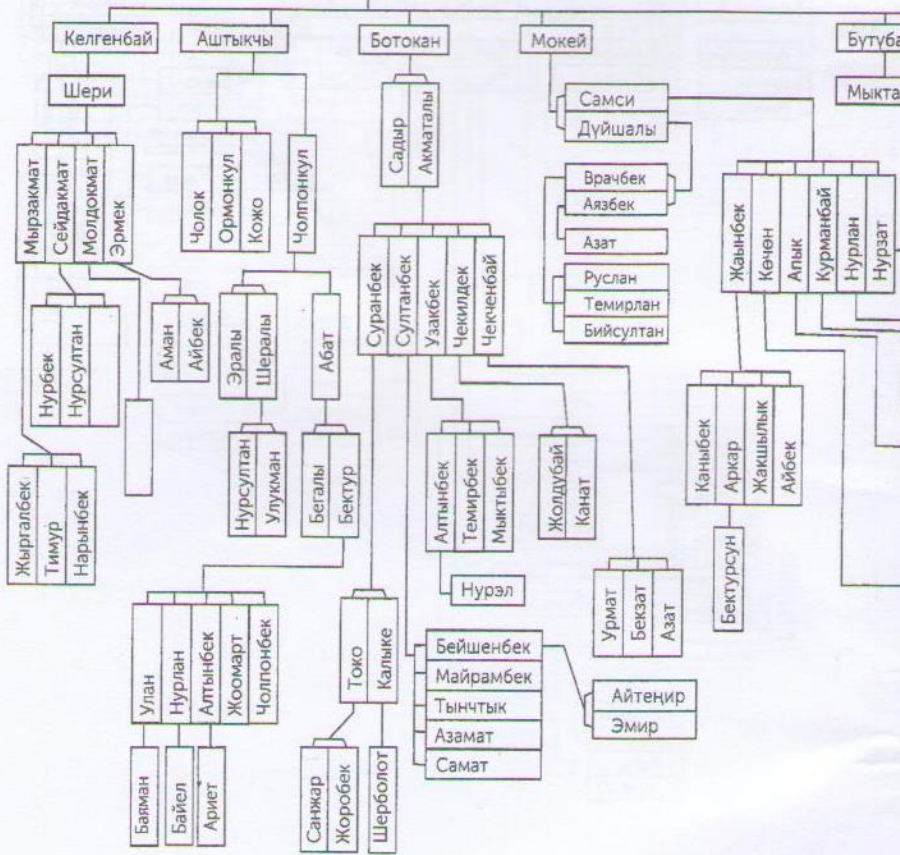 Келгенбай
Аштыкчы
Ботокан
Мокей
Бүтүба
Шери
Мыкта
Мырзакмат
Сейдакмат
Молдокмат
Эрмек
Чолок
Ормонкул
Кожо
Чолпонкул
Садыр
Акматалы
Самси
Дүйшалы
Врачбек
Аязбек
Азат
Руслан
Темирлан
Бийсултан
Жаынбек
Көчөн
Апык
Курманбай
Нурлан
Нурзат
Нурбек
Нурсултан
Аман
Айбек
Эралы
Шералы
Абат
Суранбек
Султанбек
Узакбек
Чекилдек
Чекченбай
Жыргалбек
Тимур
Нарынбек
Нурсултан
Улукман
Бегалы
Бектур
Алтынбек
Темирбек
Мыктыбек
Жолдубай
Канат
Каныбек
Аркар
Жакшылык
Айбек
Нурэл
Урмат
Бекзат
Азат
Бектурсун
Улан
Нурлан
Алтынбек
Жоомарт
Чолпонбек
Токо
Калыке
Бейшенбек
Майрамбек
Тынчтык
Азамат
Самат
Айтеңир
Эмир
Баяман
Байел
Ариет
Санжар
Жоробек
Шерболот